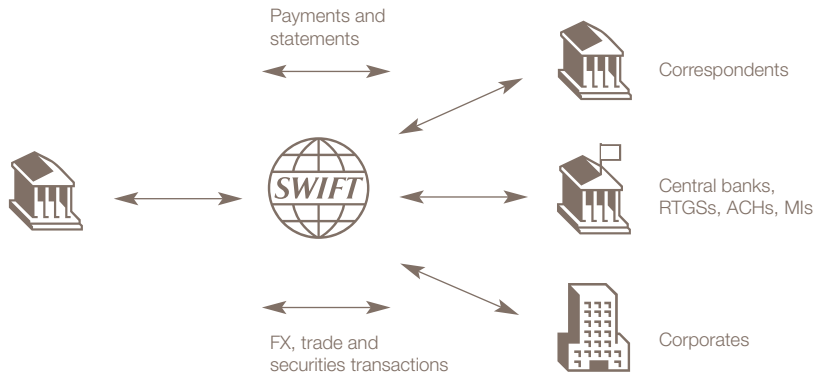 Payments and
statements
Correspondents
SWIFT
Central banks,
RTGSs, ACHs, MIs
FX, trade and
securities transactions
Corporates